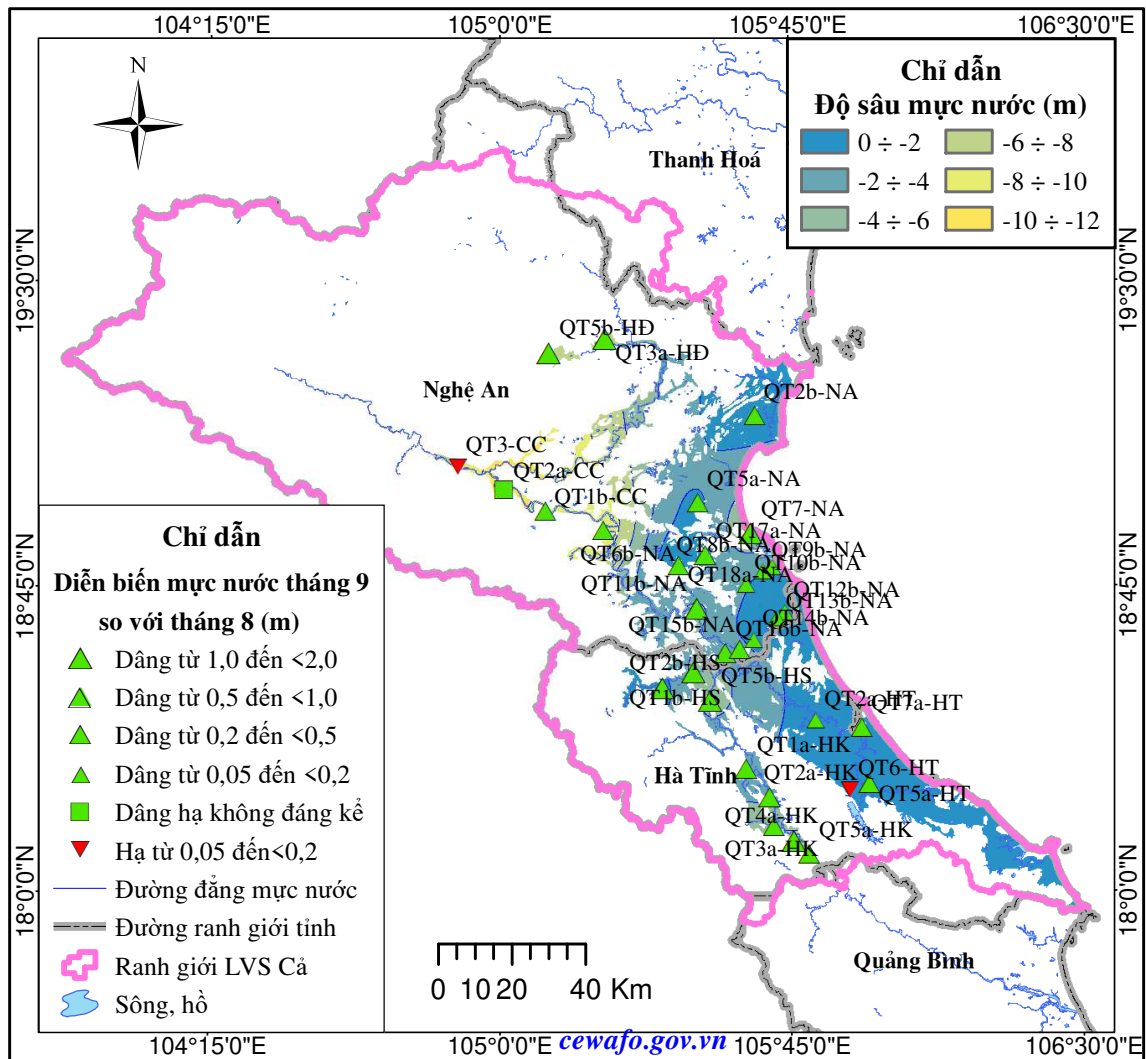 104°15'0"E
105°0'0"E
105°45'0"E
106°30'0"E
N
Chỉ dẫn
Độ sâu mực nước (m)
0 ÷ -2
-6 ÷ -8
-2 ÷ -4
-8 ÷ -10
-4 ÷ -6
-10 ÷ -12
Thanh Hoá
19°30'0"N
19°30'0"N
QT5b-HĐ
QT3a-HĐ
Nghệ An
QT2b-NA
QT3-CC
QT2a-CC
QT5a-NA
QT1b-CC
QT7-NA
QT17a-NA
QT8b-NA
QT9b-NA
QT6b-NA
QT10b-NA
QT18a-NA
QT11b-NA
QT12b-NA
QT13b-NA
QT14b-NA
QT15b-NA
QT16b-NA
18°45'0"N
18°45'0"N
QT2b-HS
QT5b-HS
QT1b-HS
QT2a-HT
QT7a-HT
QT1a-HK
Hà Tĩnh
QT2a-HK
QT6-HT
QT5a-HT
QT4a-HK
QT5a-HK
QT3a-HK
18°0'0"N
18°0'0"N
Quảng Bình
Chỉ dẫn
Diễn biến mực nước tháng 9
so với tháng 8 (m)
Dâng từ 1,0 đến <2,0
Dâng từ 0,5 đến <1,0
Dâng từ 0,2 đến <0,5
Dâng từ 0,05 đến <0,2
Dâng hạ không đáng kể
Hạ từ 0,05 đến<0,2
Đường đẳng mực nước
Đường ranh giới tỉnh
Ranh giới LVS Cả
Sông, hồ
0 10 20 40 Km
cewafo.gov.vn
104°15'0"E
105°0'0"E
105°45'0"E
106°30'0"E